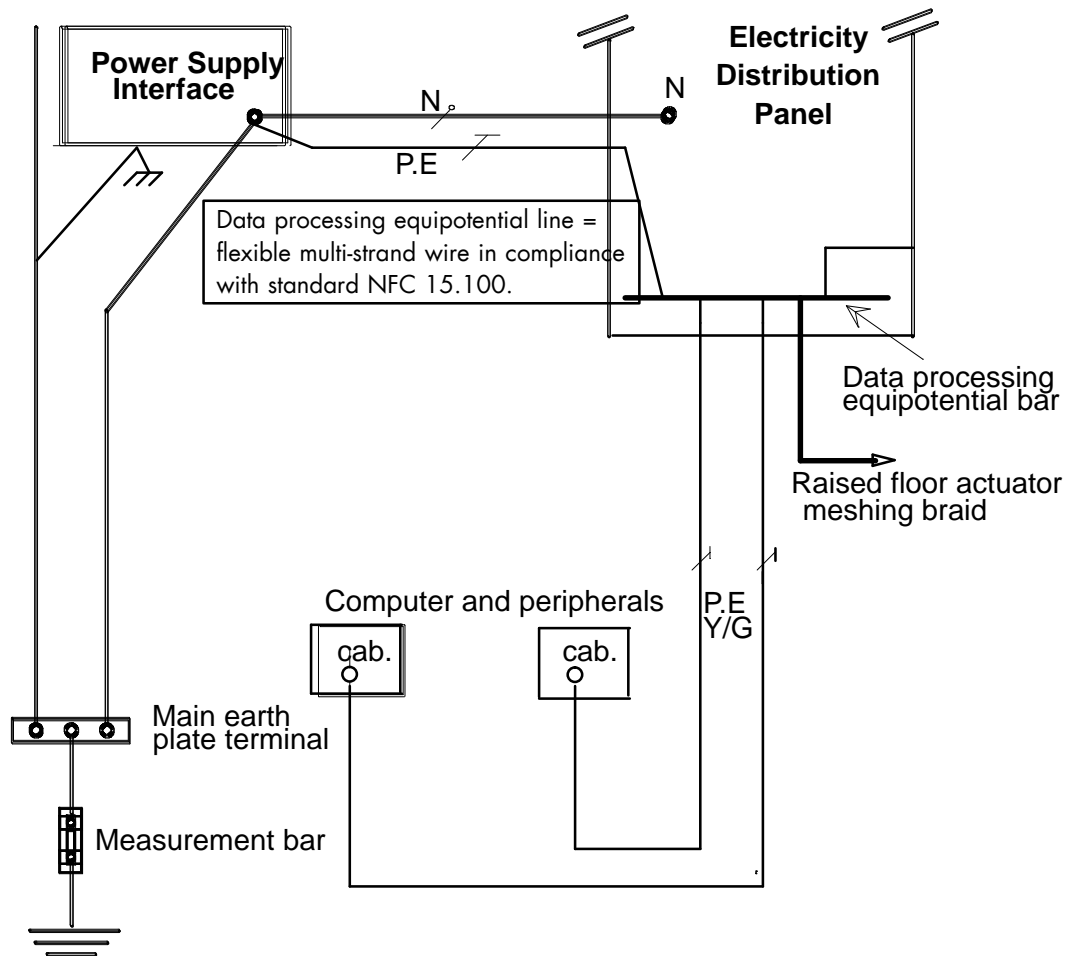 Power Supply
Interface
N
N
Electricity
Distribution
Panel
P.E
Data processing equipotential line =
flexible multi-strand wire in compliance
with standard NFC 15.100.
Data processing
equipotential bar
Raised floor actuator
meshing braid
Computer and peripherals
P.E
Y/G
cab.
cab.
Main earth
plate terminal
Measurement bar